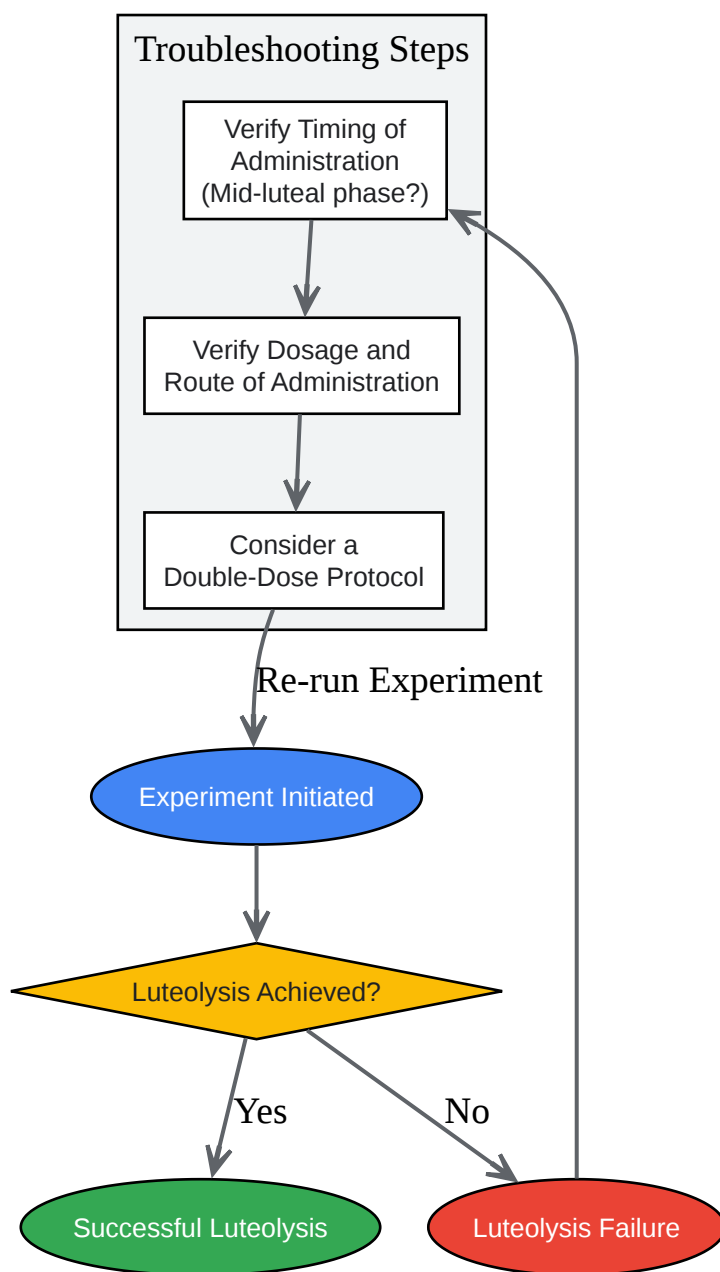 Troubleshooting Steps
Verify Timing of
Administration
(Mid-luteal phase?)
Verify Dosage and
Route of Administration
Consider a
Double-Dose Protocol
Re-run Experiment
Experiment Initiated
Luteolysis Achieved?
Yes
No
Successful Luteolysis
Luteolysis Failure